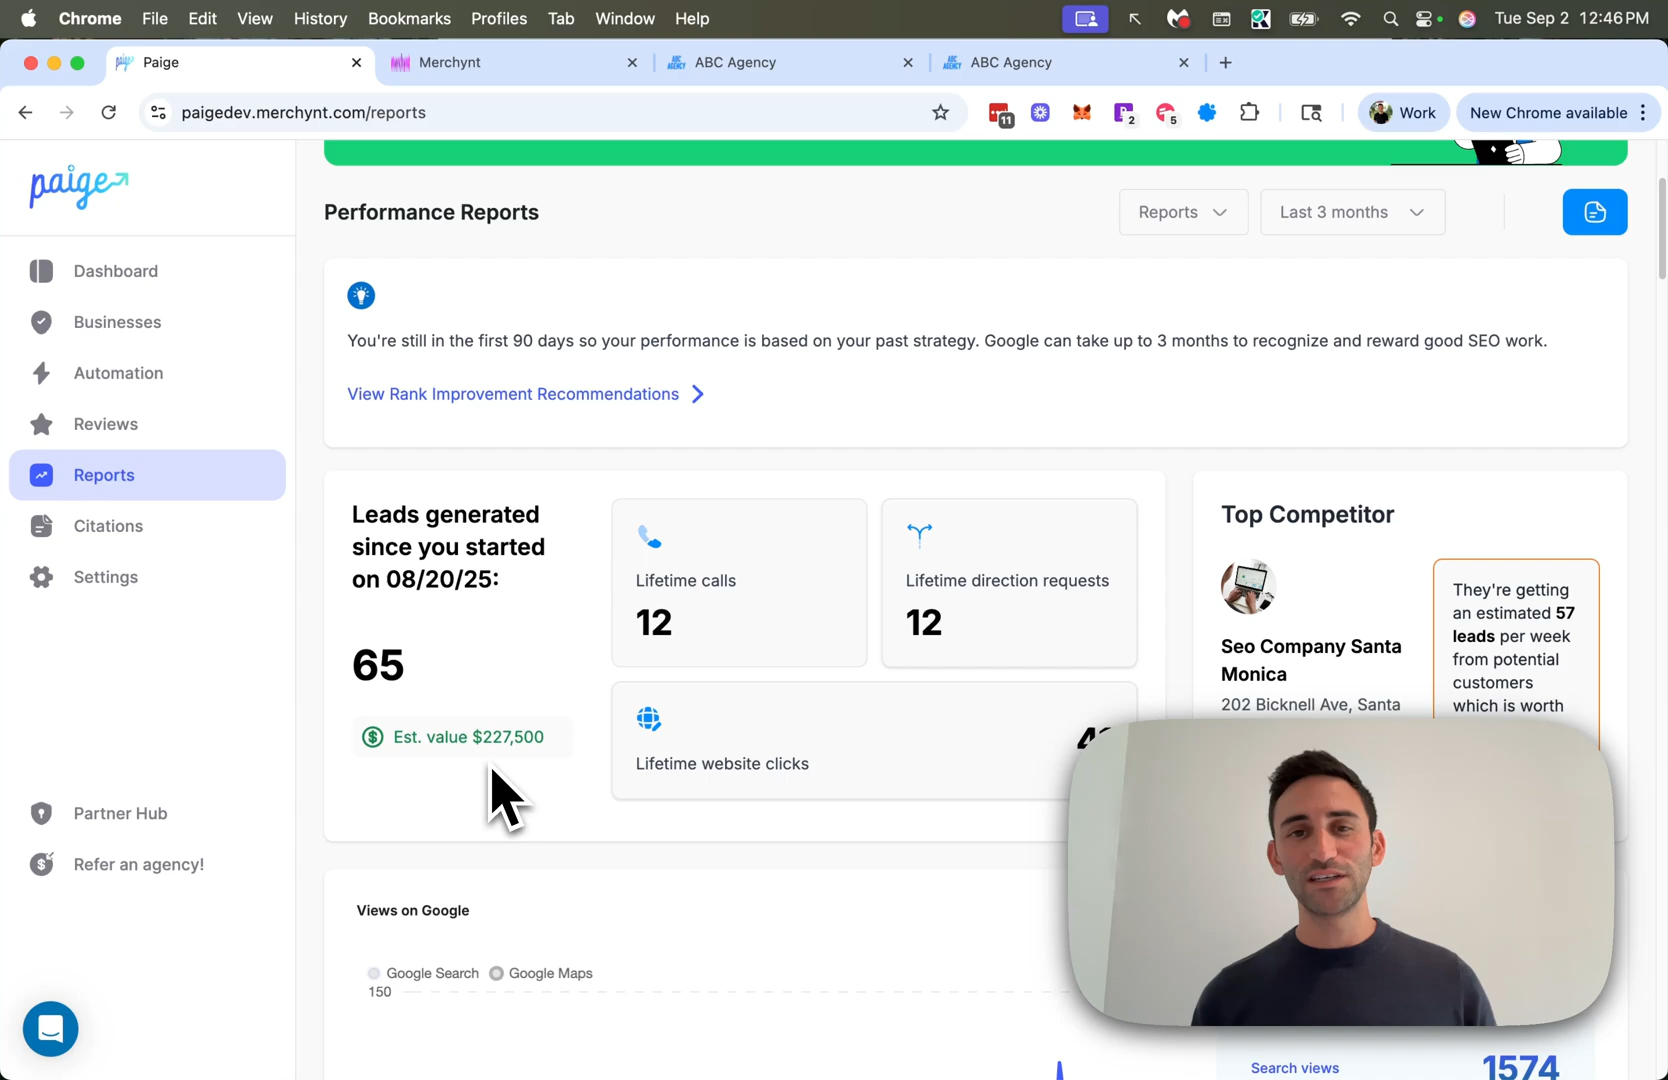 Chrome File Edit View History Bookmarks Profiles Tab Window Help Tue Sep 2 12:46 PM
Paige Merchynt ABC Agency ABC Agency
paigedev.merchynt.com/reports 11 2 5 Work New Chrome available
paige
Performance Reports Reports Last 3 months
Dashboard
Businesses
Automation
Reviews
Reports
Citations
Settings
Partner Hub
Refer an agency!
You're still in the first 90 days so your performance is based on your past strategy. Google can take up to 3 months to recognize and reward good SEO work.
View Rank Improvement Recommendations
Leads generated
since you started
on 08/20/25:
65
Est. value $227,500
Lifetime calls
12
Lifetime direction requests
12
Lifetime website clicks
Top Competitor
Seo Company Santa
Monica
202 Bicknell Ave, Santa
They're getting
an estimated 57
leads per week
from potential
customers
which is worth
Views on Google
Google Search Google Maps
150
Search views 1574